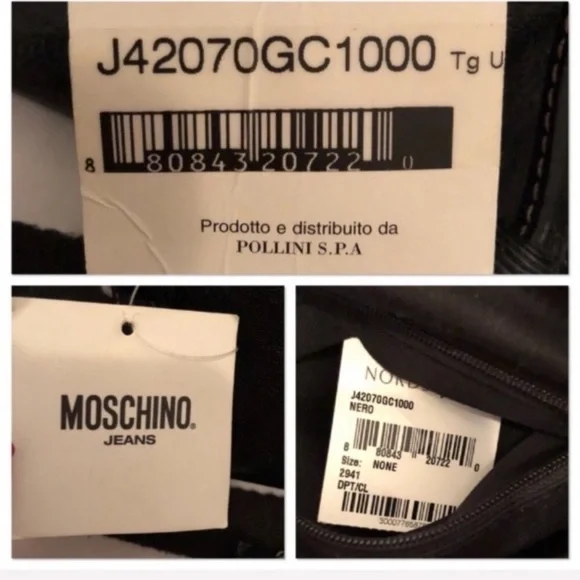 J42070GC1000 Tg U
8 80843 20722 0
Prodotto e distribuito da
POLLINI S.P.A
MOSCHINO.
JEANS
J42070GC1000
NERO
8 80843 20722 0
Size: NONE
2941
DPT/CL